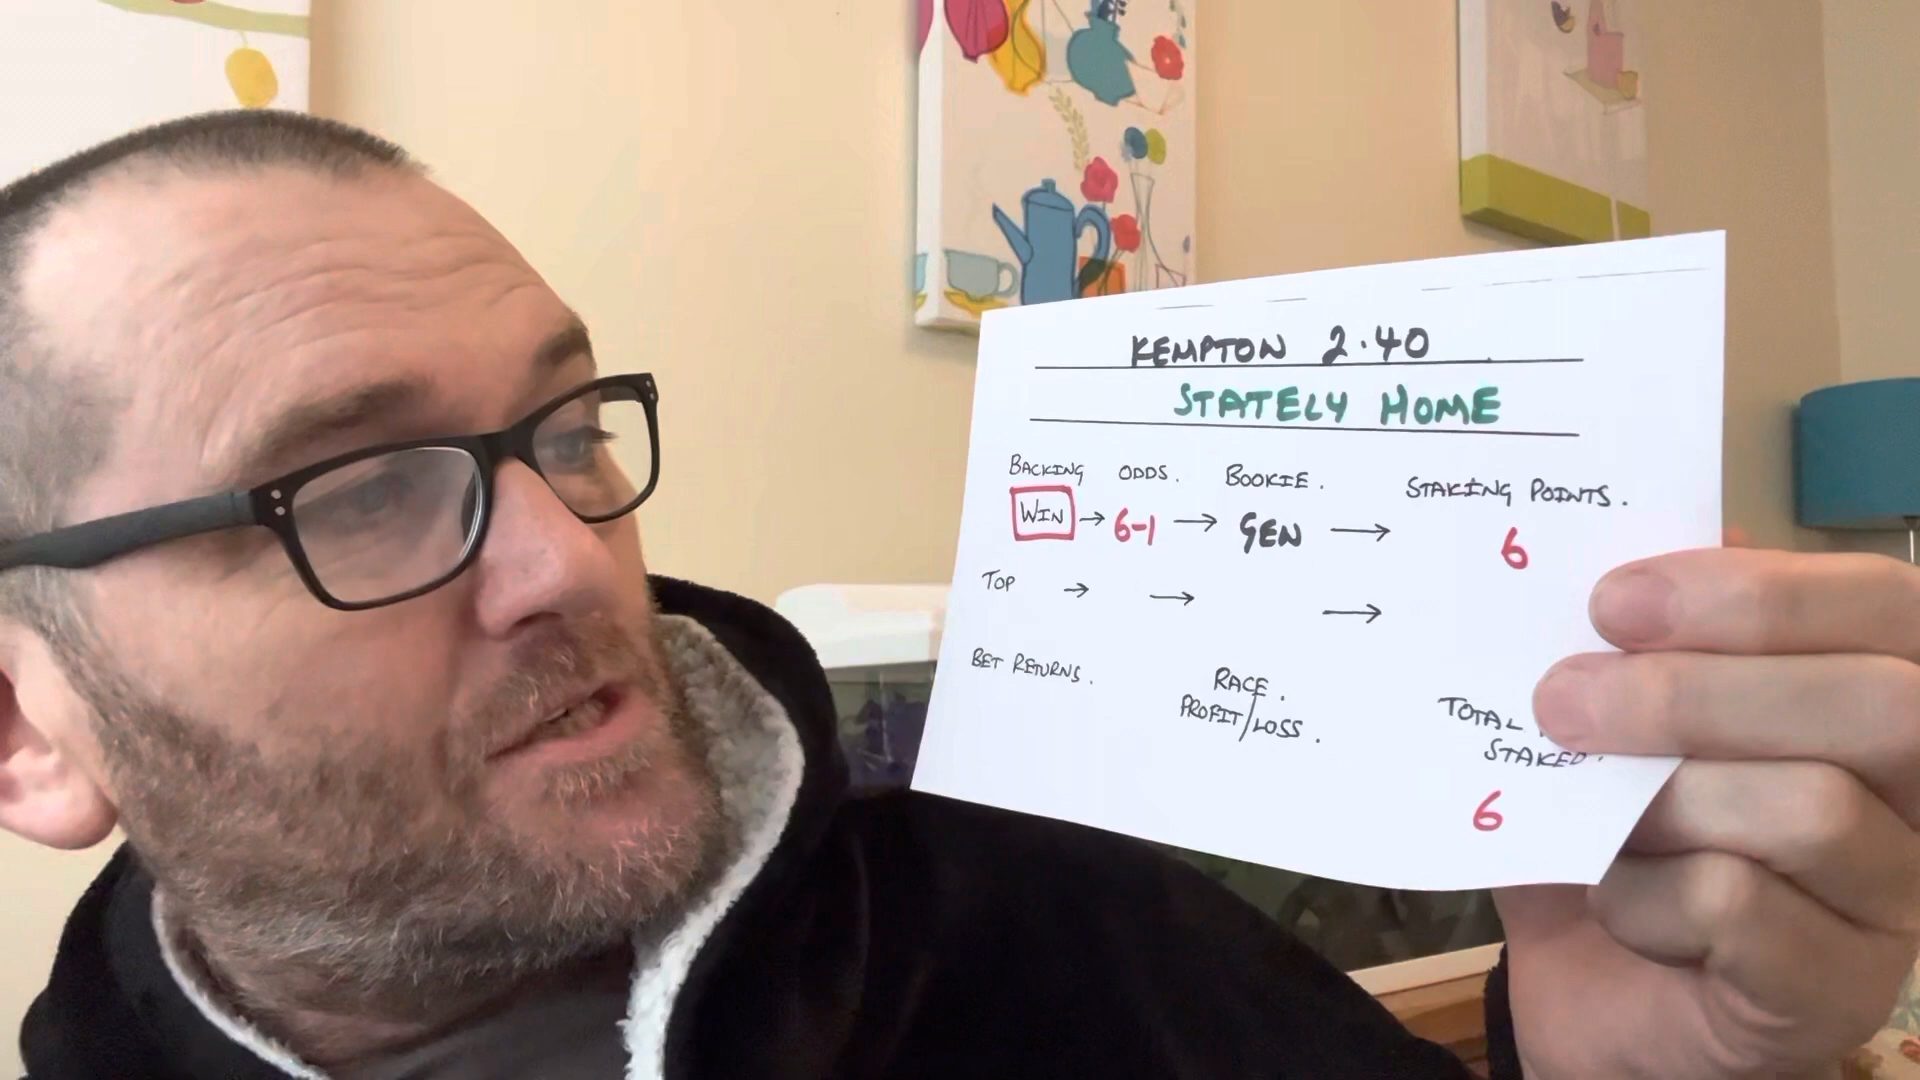 KEMPTON 2.40
STATELY HOME
BACKING ODDS. BOOKIE. STAKING POINTS.
WIN → 6-1 → GEN → 6
TOP → → →
BET RETURNS. RACE. TOTAL
PROFIT/LOSS. STAKED.
6